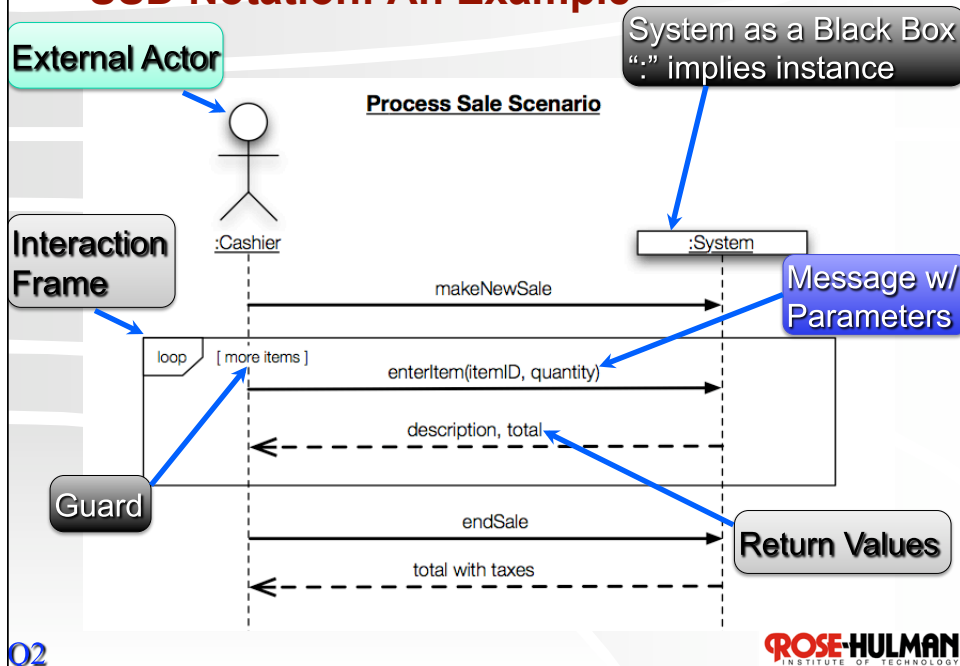 SSD Notation: An Example
External Actor
System as a Black Box
“:” implies instance
Process Sale Scenario
:Cashier
:System
Interaction
Frame
Message w/
Parameters
makeNewSale
loop
[ more items ]
enterItem(itemID, quantity)
description, total
Guard
endSale
Return Values
total with taxes
Q2
ROSE-HULMAN
INSTITUTE OF TECHNOLOGY